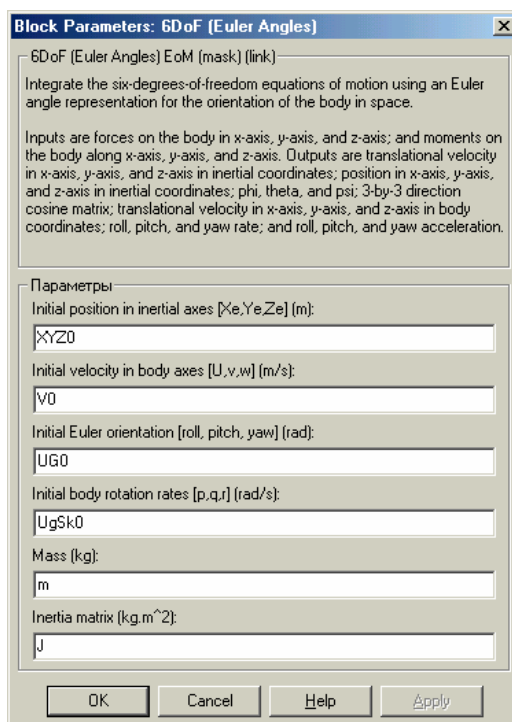 Block Parameters: 6DoF (Euler Angles)
6DoF (Euler Angles) EoM (mask) (link)
Integrate the six-degrees-of-freedom equations of motion using an Euler
angle representation for the orientation of the body in space.
Inputs are forces on the body in x-axis, y-axis, and z-axis; and moments on
the body along x-axis, y-axis, and z-axis. Outputs are translational velocity
in x-axis, y-axis, and z-axis in inertial coordinates; position in x-axis, y-axis,
and z-axis in inertial coordinates; phi, theta, and psi; 3-by-3 direction
cosine matrix; translational velocity in x-axis, y-axis, and z-axis in body
coordinates; roll, pitch, and yaw rate; and roll, pitch, and yaw acceleration.
Параметры
Initial position in inertial axes [Xe,Ye,Ze] (m):
XYZ0
Initial velocity in body axes [U,v,w] (m/s):
V0
Initial Euler orientation [roll, pitch, yaw] (rad):
UG0
Initial body rotation rates [p,q,r] (rad/s):
UgSk0
Mass (kg):
m
Inertia matrix (kg.m^2):
J
OK Cancel Help Apply